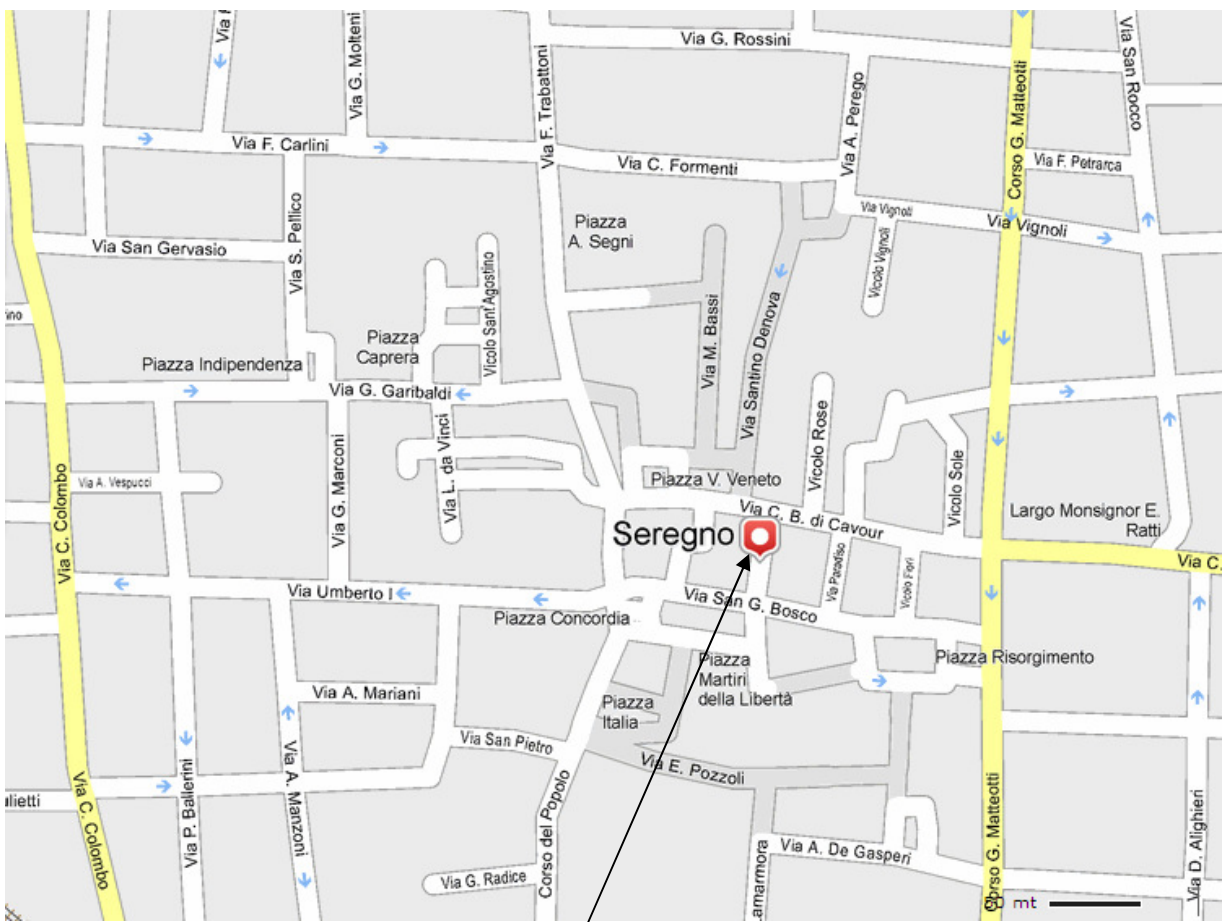 Via G. Rossini
Via G. Molteni
Via F. Trabattoni
Via San Rocco
Corso G. Matteotti
Via A. Perego
Via F. Carlini
Via C. Formenti
Via F. Petrarca
Via Vignoli
Via Vignoli
Piazza
A. Segni
Via San Gervasio
Via S. Pellico
Vicolo Vignoli
Vicolo Sant'Agostino
Via M. Bassi
Via Santino Denova
Piazza
Caprera
Piazza Indipendenza
Via G. Garibaldi
Vicolo Rose
Via L. da Vinci
Via G. Marconi
Vicolo Sole
Via C. Colombo
Via A. Vespucci
Piazza V. Veneto
Via C. B. di Cavour
Largo Monsignor E.
Ratti
Seregno
Via Paradiso
Vicolo Fiori
Via C.
Via Umberto I
Via San G. Bosco
Piazza Concordia
Piazza Risorgimento
Piazza
Martiri
della Libertà
Via A. Mariani
Piazza
Italia
Via San Pietro
Via E. Pozzoli
Via P. Ballerini
Via A. Manzoni
Via C. Colombo
Corso del Popolo
Corso G. Matteotti
Via D. Alighieri
Via A. De Gasperi
Via G. Radice
mt